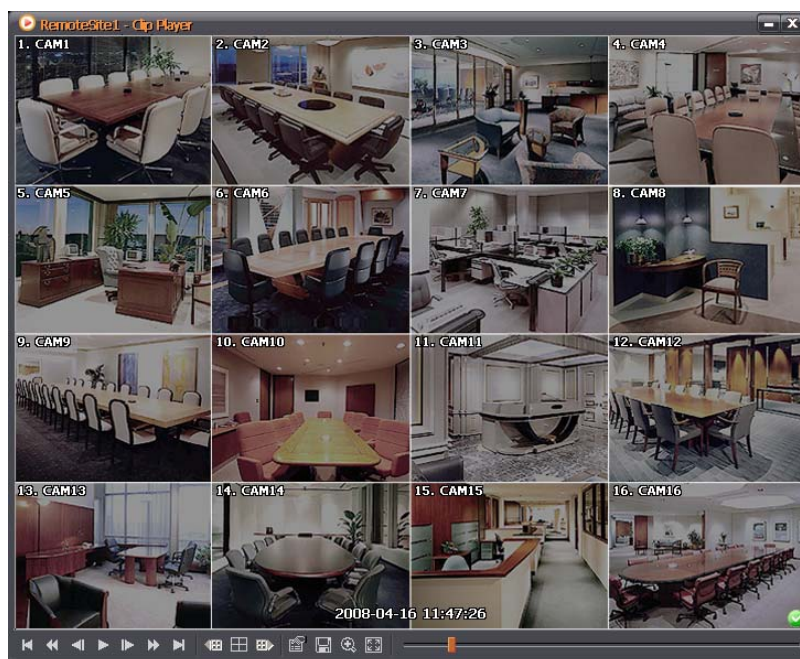 RemoteSite1 - Clip Player
1. CAM1
2. CAM2
3. CAM3
4. CAM4
5. CAM5
6. CAM6
7. CAM7
8. CAM8
9. CAM9
10. CAM10
11. CAM11
12. CAM12
13. CAM13
14. CAM14
15. CAM15
16. CAM16
2008-04-16 11:47:26